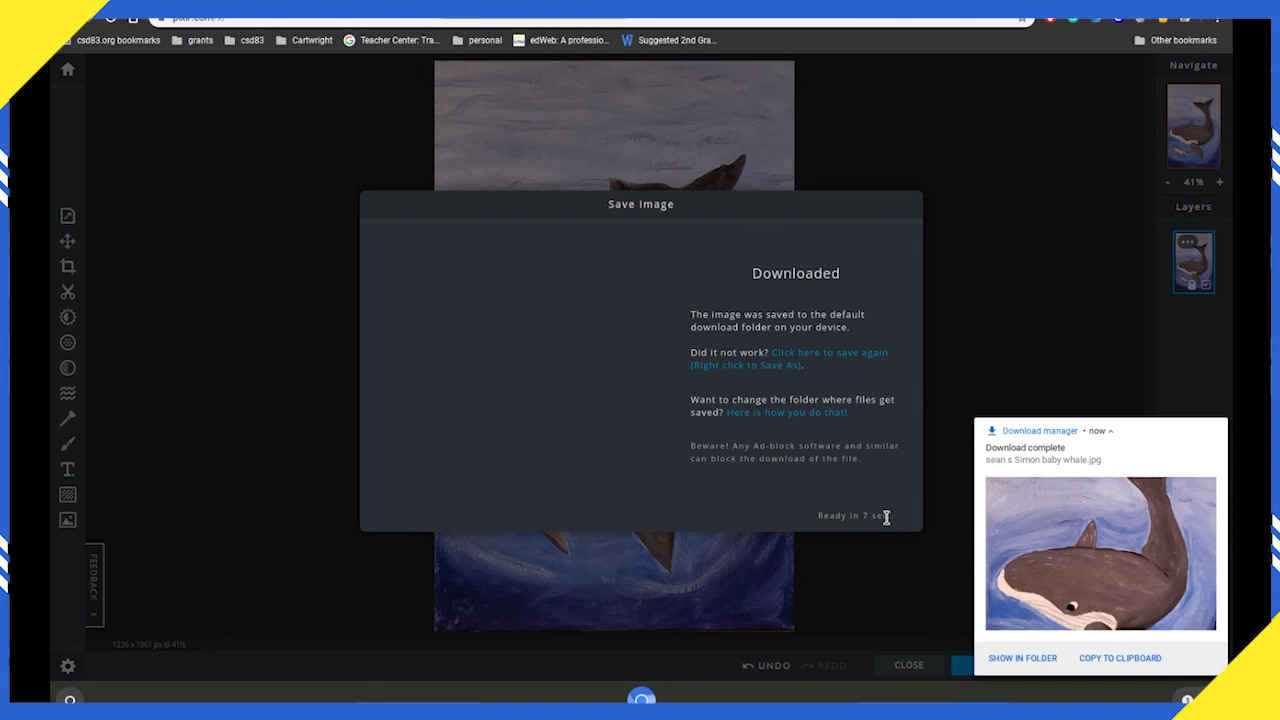 csd83.org bookmarks grants csd83 Cartwright Teacher Center: Tra... personal edWeb: A professio... Suggested 2nd Gra... Other bookmarks
Navigate
- 41% +
Layers
Save Image
Downloaded
The image was saved to the default
download folder on your device.
Did it not work? Click here to save again
(Right click to Save As).
Want to change the folder where files get
saved? Here is how you do that!
Beware! Any Ad-block software and similar
can block the download of the file.
Ready in 7
Download manager • now
Download complete
sean s Simon baby whale.jpg
SHOW IN FOLDER COPY TO CLIPBOARD
FEEDBACK X
1236 x 1961 px @ 41%
UNDO REDO CLOSE